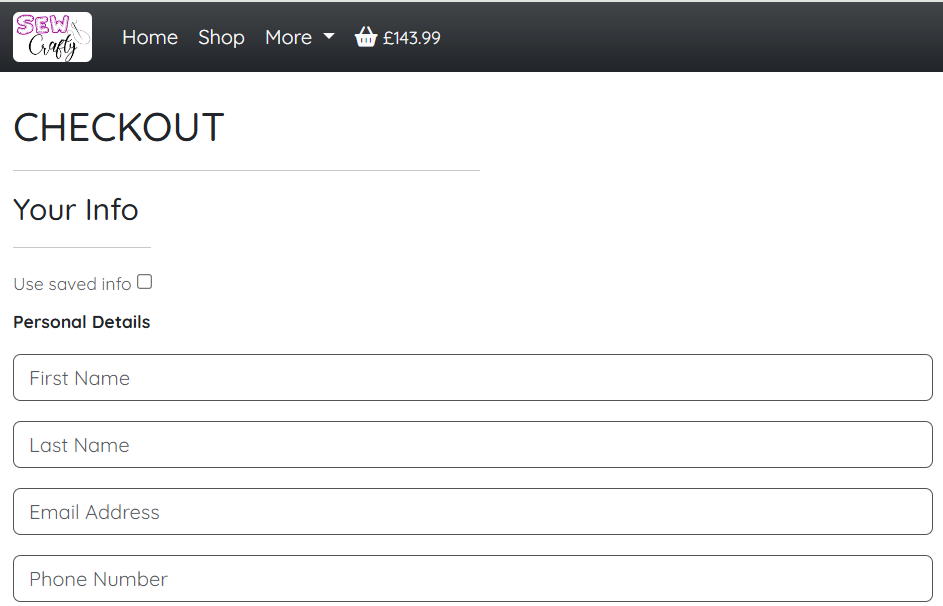 SEW
Crafty
Home Shop More £143.99
CHECKOUT
Your Info
Use saved info
Personal Details
First Name
Last Name
Email Address
Phone Number